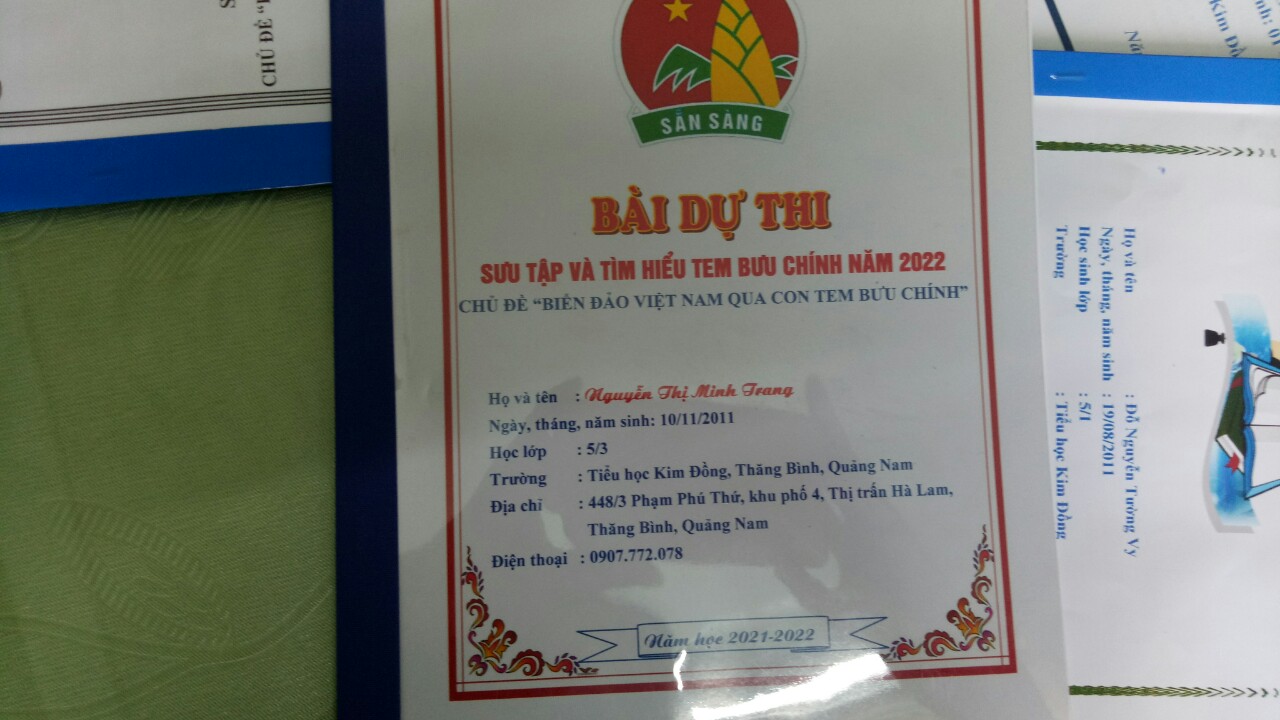 SẴN SÀNG
BÀI DỰ THI
SƯU TẬP VÀ TÌM HIỂU TEM BƯU CHÍNH NĂM 2022
CHỦ ĐỀ “BIỂN ĐẢO VIỆT NAM QUA CON TEM BƯU CHÍNH”
Họ và tên : Nguyễn Thị Minh Trang
Ngày, tháng, năm sinh: 10/11/2011
Học lớp : 5/3
Trường : Tiểu học Kim Đồng, Thăng Bình, Quảng Nam
Địa chỉ : 448/3 Phạm Phú Thứ, khu phố 4, Thị trấn Hà Lam,
Thăng Bình, Quảng Nam
Điện thoại : 0907.772.078
Năm học 2021-2022
CHỦ ĐỀ
Họ và tên : Đỗ Nguyễn Tường Vy
Ngày, tháng, năm sinh : 19/08/2011
Học sinh lớp : 5/1
Trường : Tiểu học Kim Đồng
Kim